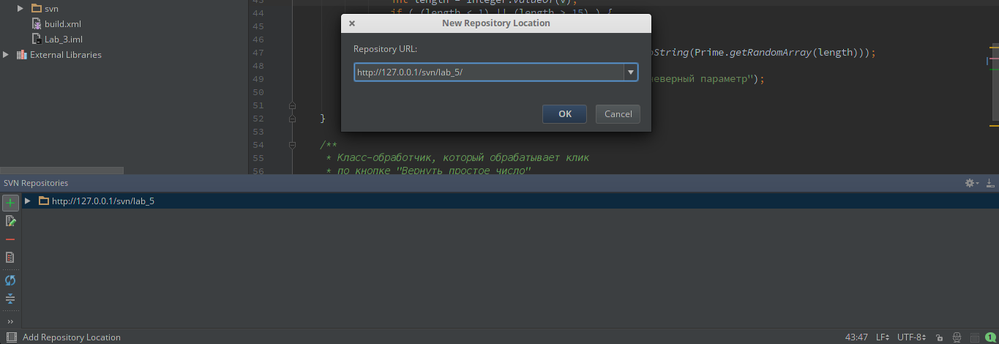 svn
build.xml
Lab_3.iml
External Libraries
43
int length = Integer.valueOf(v);
44
if ( (length < 1) || (length > 15) ) {
45
46
47
String(Prime.getRandomArray(length)));
48
49
неверный параметр");
50
51
52
}
53
54
/**
55
* Класс-обработчик, который обрабатывает клик
56
* по кнопке "Вернуть простое число"
New Repository Location
Repository URL:
http://127.0.0.1/svn/lab_5/
OK
Cancel
SVN Repositories
http://127.0.0.1/svn/lab_5
Add Repository Location
43:47
LF
UTF-8
1